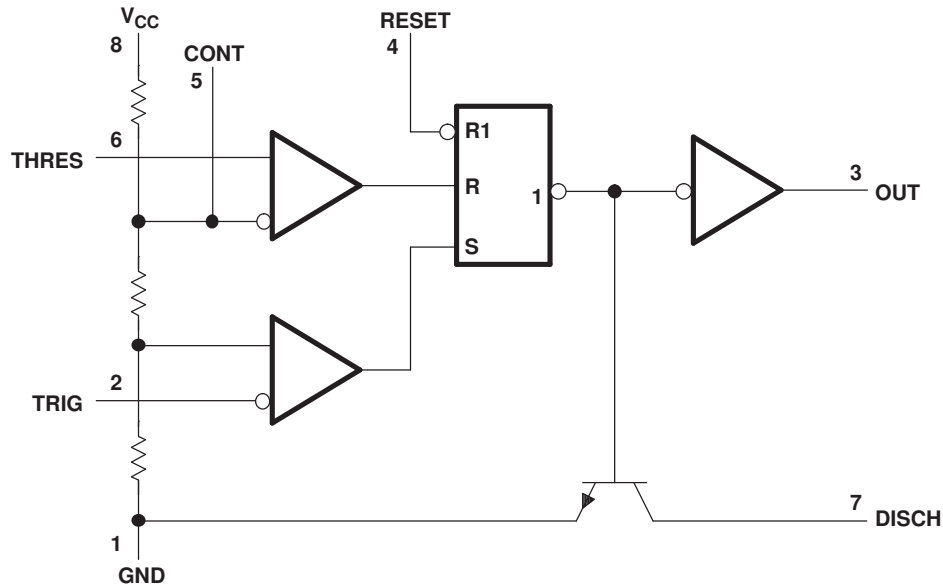 VCC
8
CONT
5
RESET
4
6
THRES
R1
R
1
S
3
OUT
2
TRIG
7
DISCH
1
GND